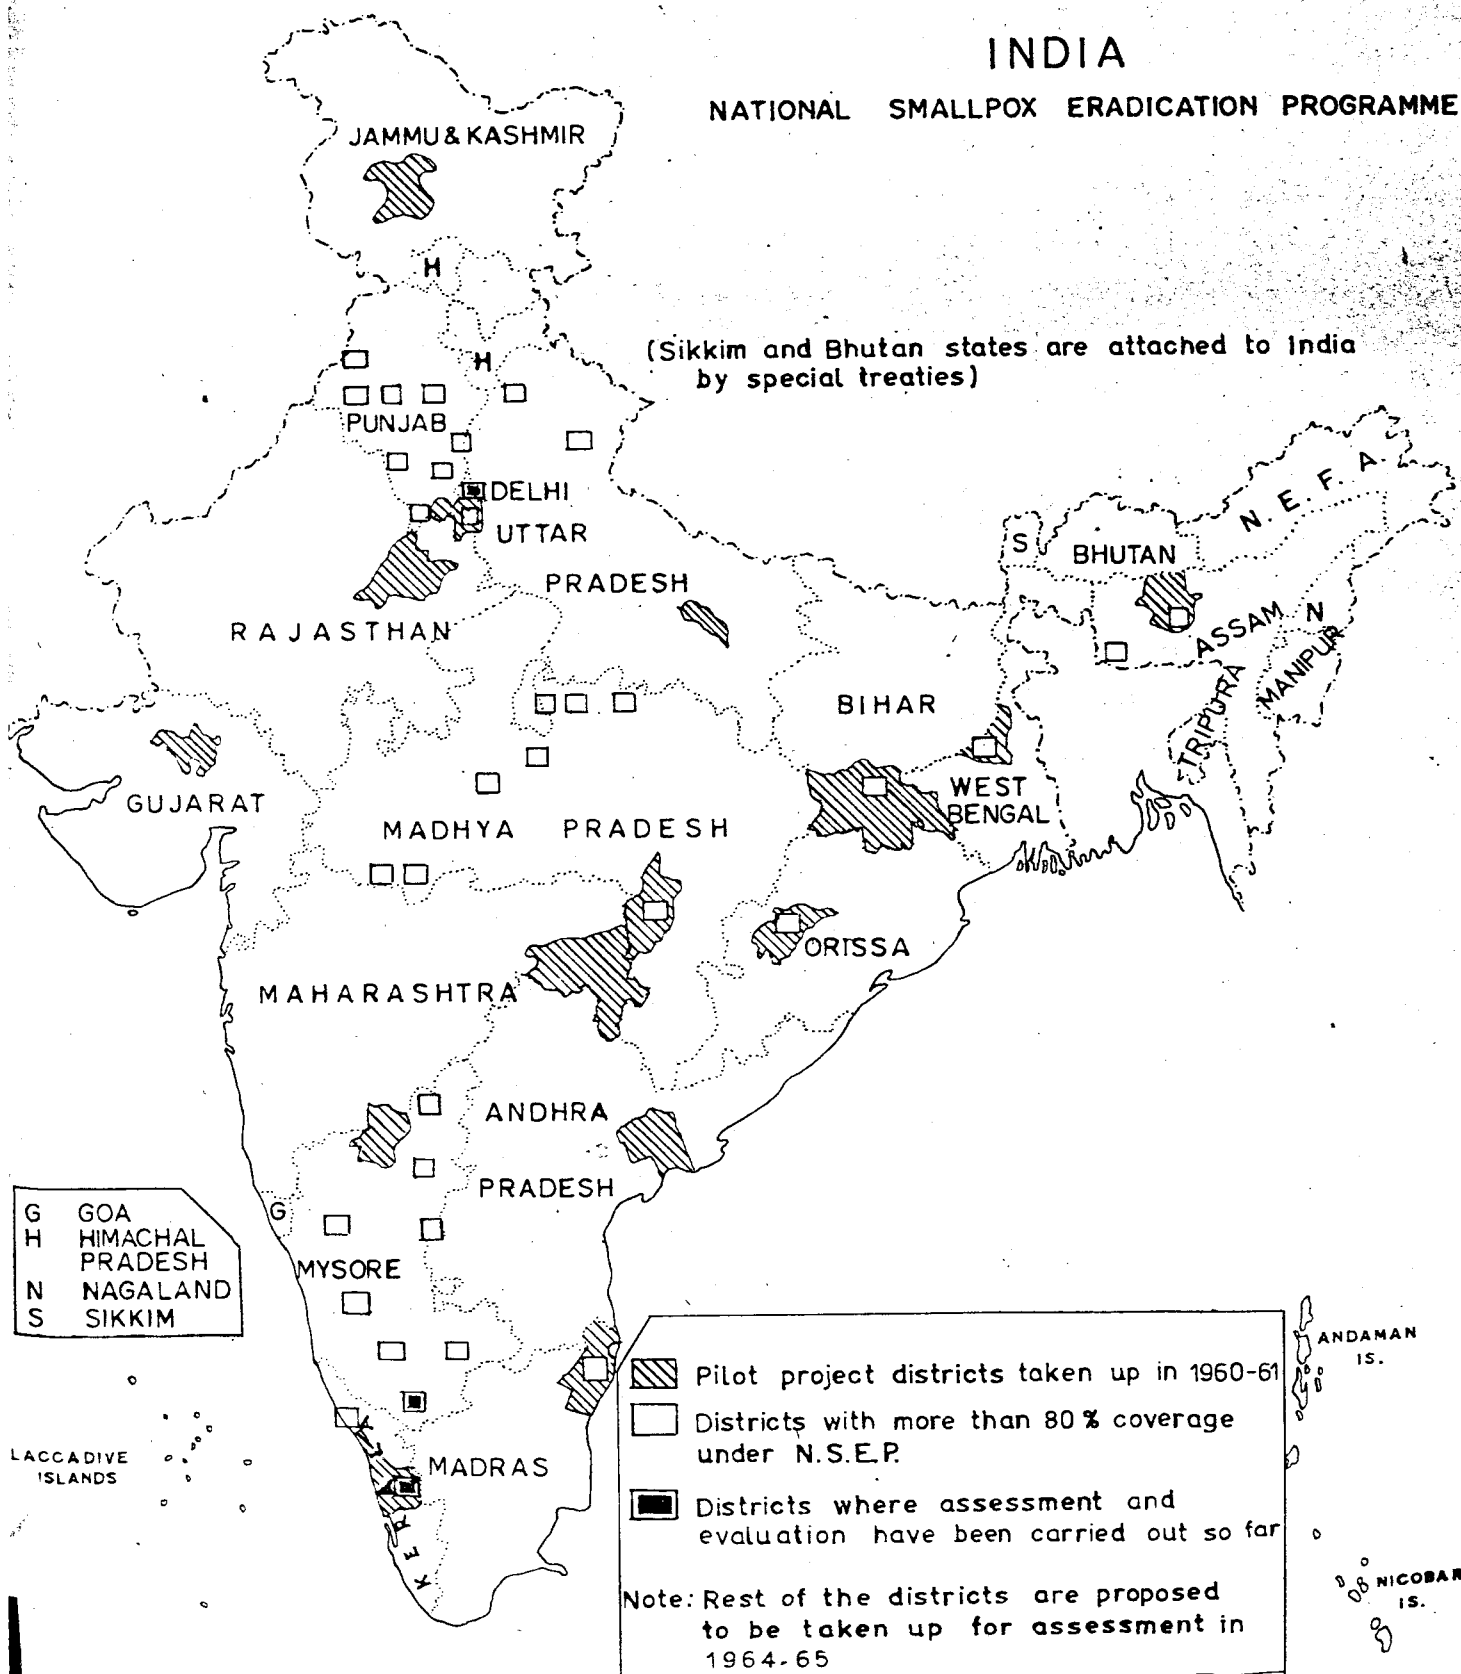 INDIA
NATIONAL SMALLPOX ERADICATION PROGRAMME
JAMMU & KASHMIR
H
(Sikkim and Bhutan states are attached to India
by special treaties)
H
PUNJAB
DELHI
UTTAR
PRADESH
N. E. F. A.
S
BHUTAN
ASSAM
N
MANIPUR
TRIPURA
RAJASTHAN
BIHAR
WEST
BENGAL
GUJARAT
MADHYA PRADESH
ORISSA
MAHARASHTRA
ANDHRA
PRADESH
G
MYSORE
MADRAS
KERALA
G GOA
H HIMACHAL
PRADESH
N NAGALAND
S SIKKIM
LACCADIVE
ISLANDS
ANDAMAN
IS.
NICOBAR
IS.
Pilot project districts taken up in 1960-61
Districts with more than 80 % coverage
under N.S.E.P.
Districts where assessment and
evaluation have been carried out so far
Note: Rest of the districts are proposed
to be taken up for assessment in
1964-65